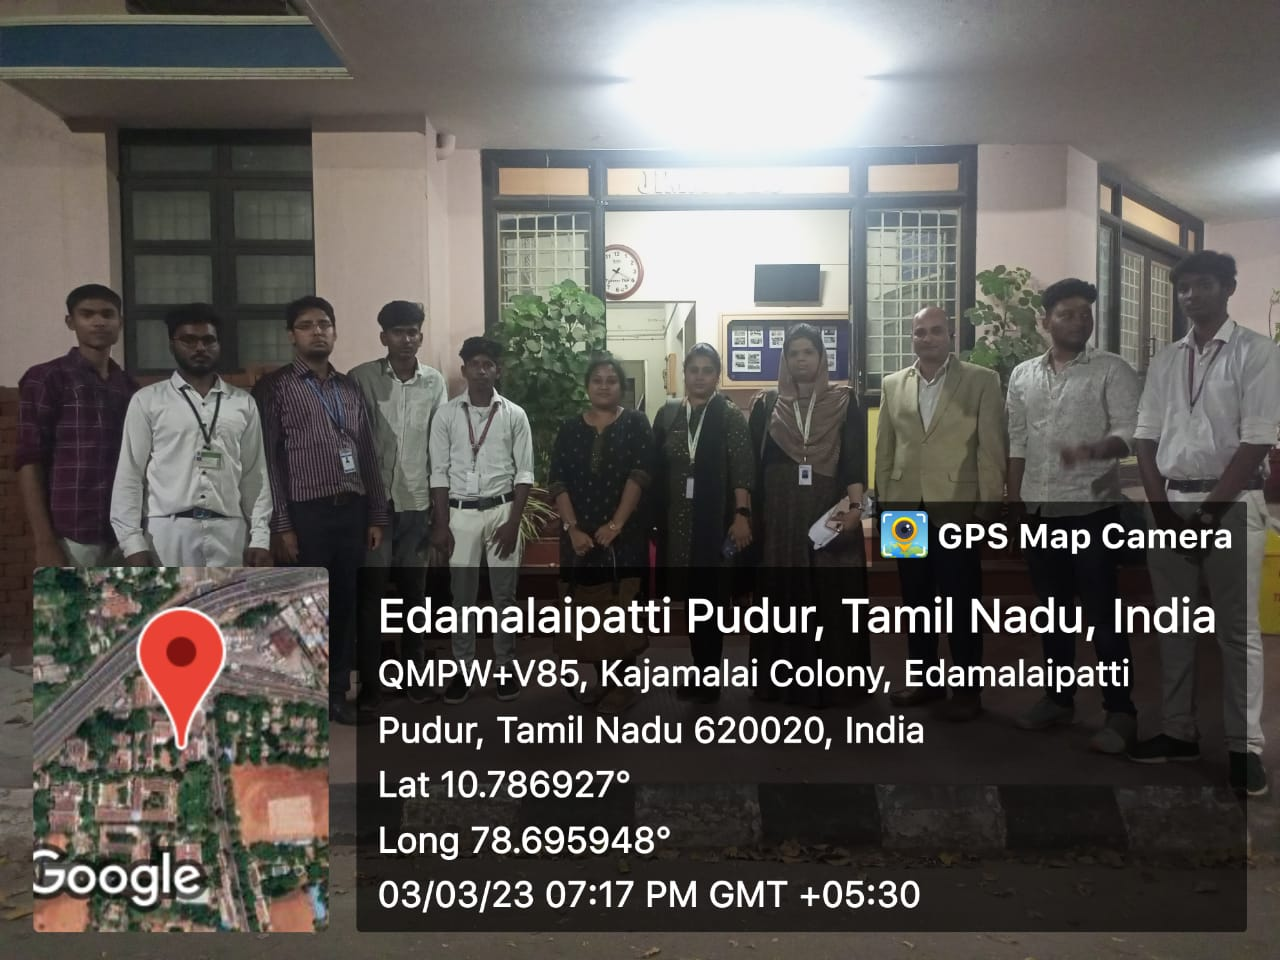 GPS Map Camera
Edamalaipatti Pudur, Tamil Nadu, India
QMPW+V85, Kajamalai Colony, Edamalaipatti
Pudur, Tamil Nadu 620020, India
Lat 10.786927°
Long 78.695948°
03/03/23 07:17 PM GMT +05:30
Google